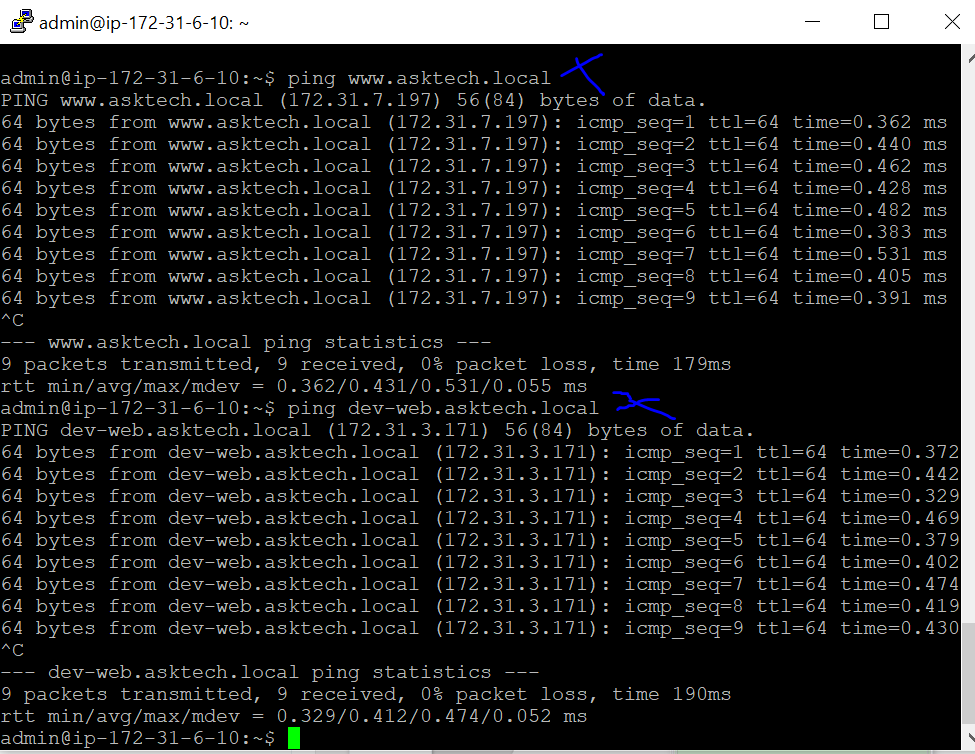 admin@ip-172-31-6-10: ~
admin@ip-172-31-6-10:~$ ping www.asktech.local
PING www.asktech.local (172.31.7.197) 56(84) bytes of data.
64 bytes from www.asktech.local (172.31.7.197): icmp_seq=1 ttl=64 time=0.362 ms
64 bytes from www.asktech.local (172.31.7.197): icmp_seq=2 ttl=64 time=0.440 ms
64 bytes from www.asktech.local (172.31.7.197): icmp_seq=3 ttl=64 time=0.462 ms
64 bytes from www.asktech.local (172.31.7.197): icmp_seq=4 ttl=64 time=0.428 ms
64 bytes from www.asktech.local (172.31.7.197): icmp_seq=5 ttl=64 time=0.482 ms
64 bytes from www.asktech.local (172.31.7.197): icmp_seq=6 ttl=64 time=0.383 ms
64 bytes from www.asktech.local (172.31.7.197): icmp_seq=7 ttl=64 time=0.531 ms
64 bytes from www.asktech.local (172.31.7.197): icmp_seq=8 ttl=64 time=0.405 ms
64 bytes from www.asktech.local (172.31.7.197): icmp_seq=9 ttl=64 time=0.391 ms
^C
--- www.asktech.local ping statistics ---
9 packets transmitted, 9 received, 0% packet loss, time 179ms
rtt min/avg/max/mdev = 0.362/0.431/0.531/0.055 ms
admin@ip-172-31-6-10:~$ ping dev-web.asktech.local
PING dev-web.asktech.local (172.31.3.171) 56(84) bytes of data.
64 bytes from dev-web.asktech.local (172.31.3.171): icmp_seq=1 ttl=64 time=0.372
64 bytes from dev-web.asktech.local (172.31.3.171): icmp_seq=2 ttl=64 time=0.442
64 bytes from dev-web.asktech.local (172.31.3.171): icmp_seq=3 ttl=64 time=0.329
64 bytes from dev-web.asktech.local (172.31.3.171): icmp_seq=4 ttl=64 time=0.469
64 bytes from dev-web.asktech.local (172.31.3.171): icmp_seq=5 ttl=64 time=0.379
64 bytes from dev-web.asktech.local (172.31.3.171): icmp_seq=6 ttl=64 time=0.402
64 bytes from dev-web.asktech.local (172.31.3.171): icmp_seq=7 ttl=64 time=0.474
64 bytes from dev-web.asktech.local (172.31.3.171): icmp_seq=8 ttl=64 time=0.419
64 bytes from dev-web.asktech.local (172.31.3.171): icmp_seq=9 ttl=64 time=0.430
^C
--- dev-web.asktech.local ping statistics ---
9 packets transmitted, 9 received, 0% packet loss, time 190ms
rtt min/avg/max/mdev = 0.329/0.412/0.474/0.052 ms
admin@ip-172-31-6-10:~$